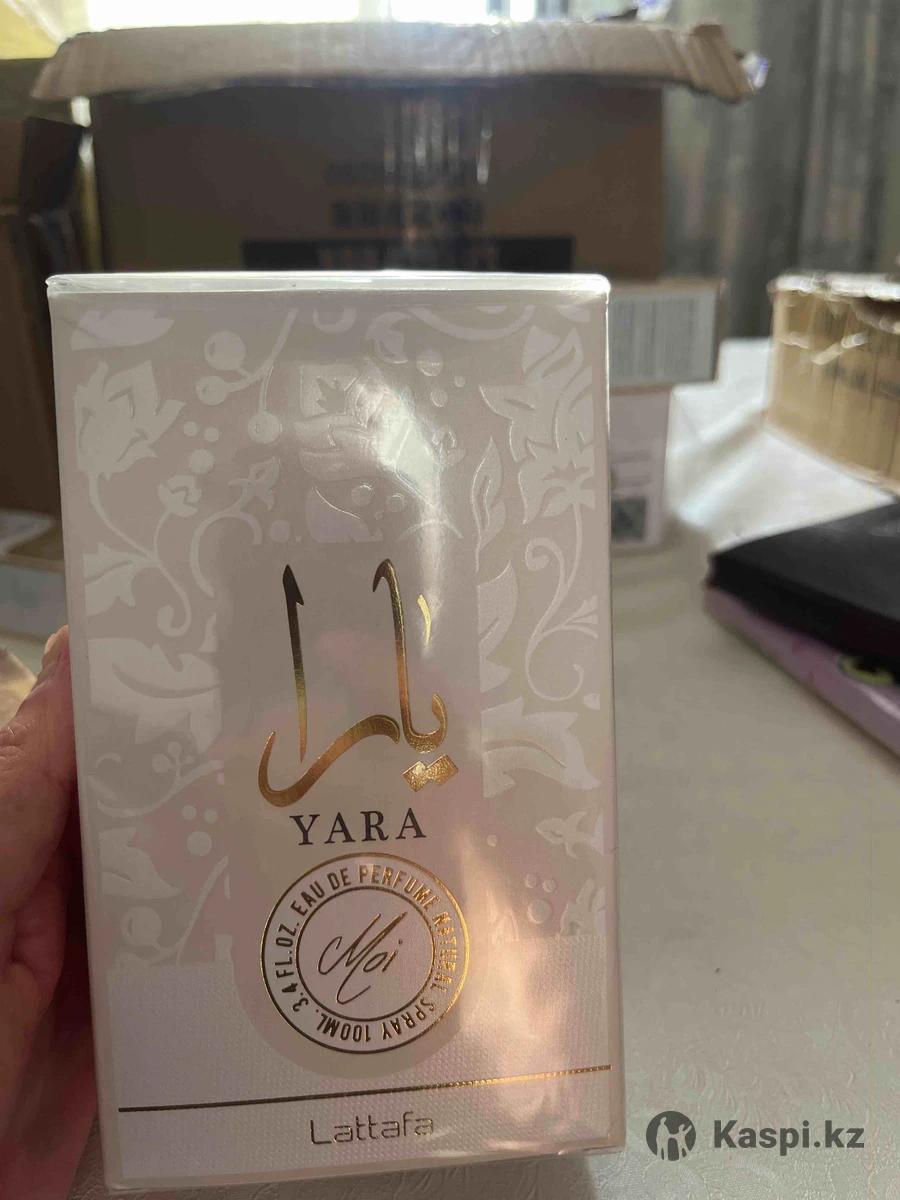 يارا
YARA
EAU DE PERFUME NATURAL SPRAY 100ML. 3.4 FL.OZ.
Moi
Lattafa
Kaspi.kz